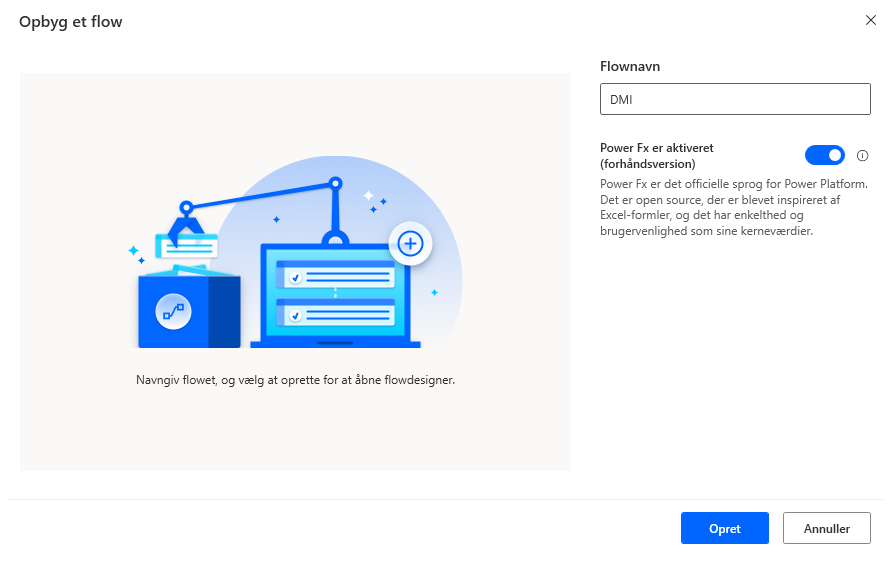 Opbyg et flow
Flownavn
DMI
Power Fx er aktiveret
(forhåndsversion)
Power Fx er det officielle sprog for Power Platform.
Det er open source, der er blevet inspireret af
Excel-formler, og det har enkelthed og
brugervenlighed som sine kerneværdier.
Navngiv flowet, og vælg at oprette for at åbne flowdesigner.
Opret
Annuller